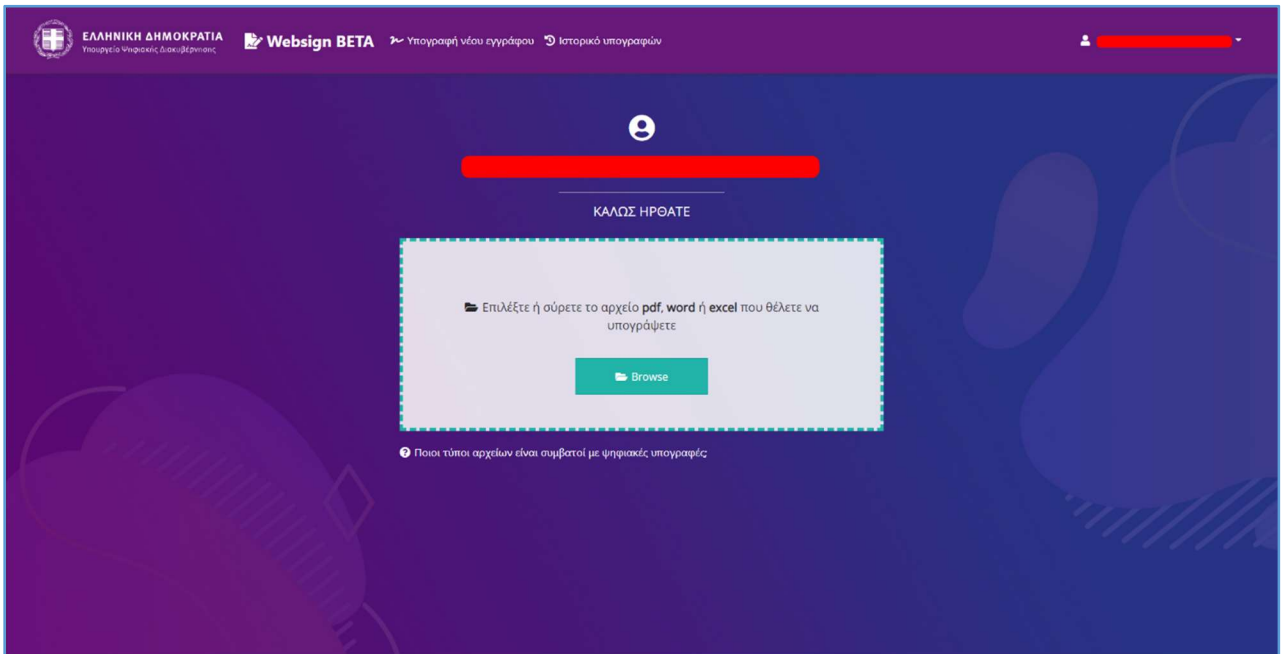 ΕΛΛΗΝΙΚΗ ΔΗΜΟΚΡΑΤΙΑ
Υπουργείο Ψηφιακής Διακυβέρνησης
Websign BETA
Υπογραφή νέου εγγράφου
Ιστορικό υπογραφών
ΚΑΛΩΣ ΗΡΘΑΤΕ
Επιλέξτε ή σύρετε το αρχείο pdf, word ή excel που θέλετε να
υπογράψετε
Browse
Ποιοι τύποι αρχείων είναι συμβατοί με ψηφιακές υπογραφές;